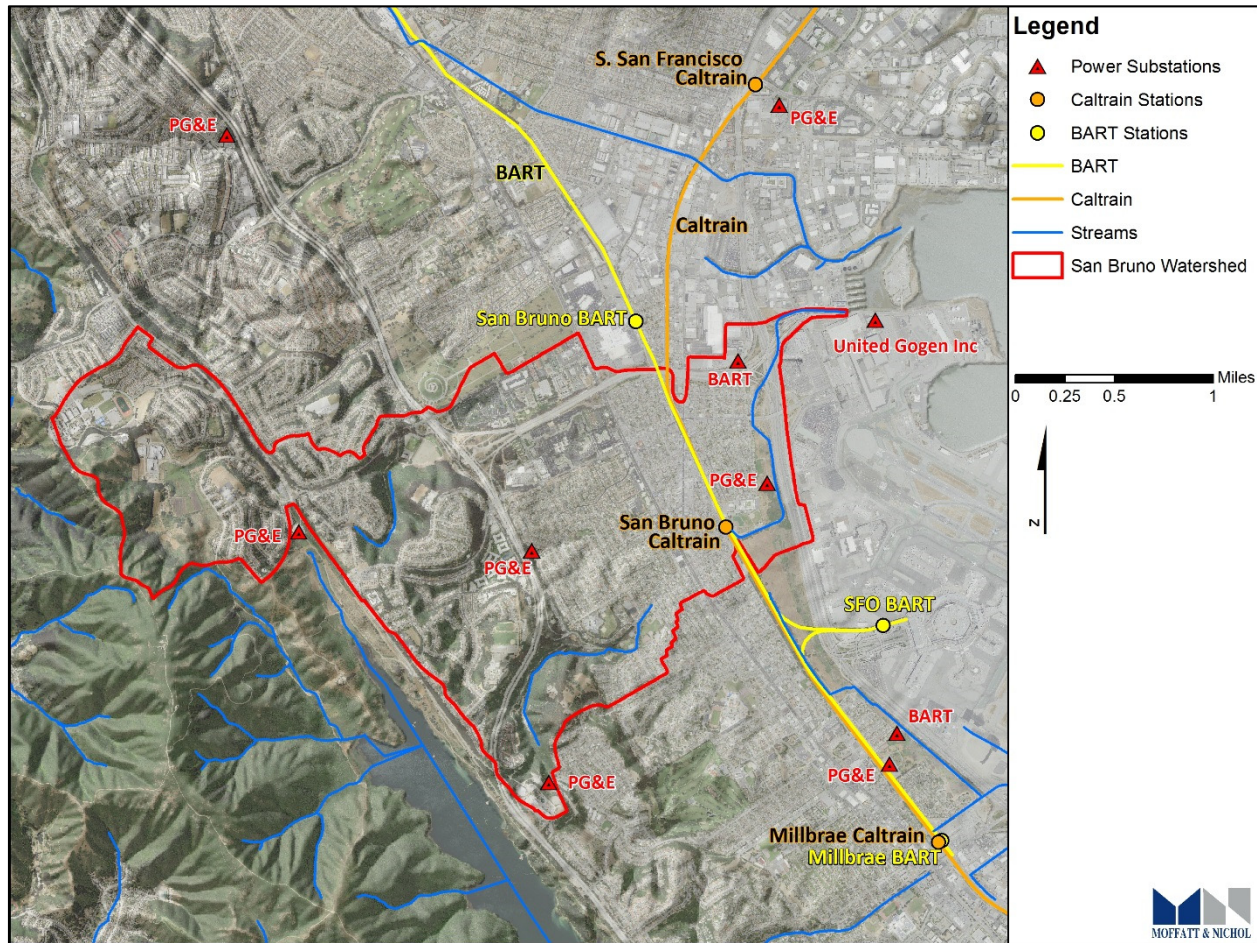 S. San Francisco
Caltrain
PG&E
PG&E
BART
Caltrain
San Bruno BART
United Gogen Inc
BART
PG&E
San Bruno
Caltrain
PG&E
PG&E
SFO BART
BART
PG&E
PG&E
Millbrae Caltrain
Millbrae BART
Legend
Power Substations
Caltrain Stations
BART Stations
BART
Caltrain
Streams
San Bruno Watershed
Miles
0 0.25 0.5 1
N
MOFFATT & NICHOL